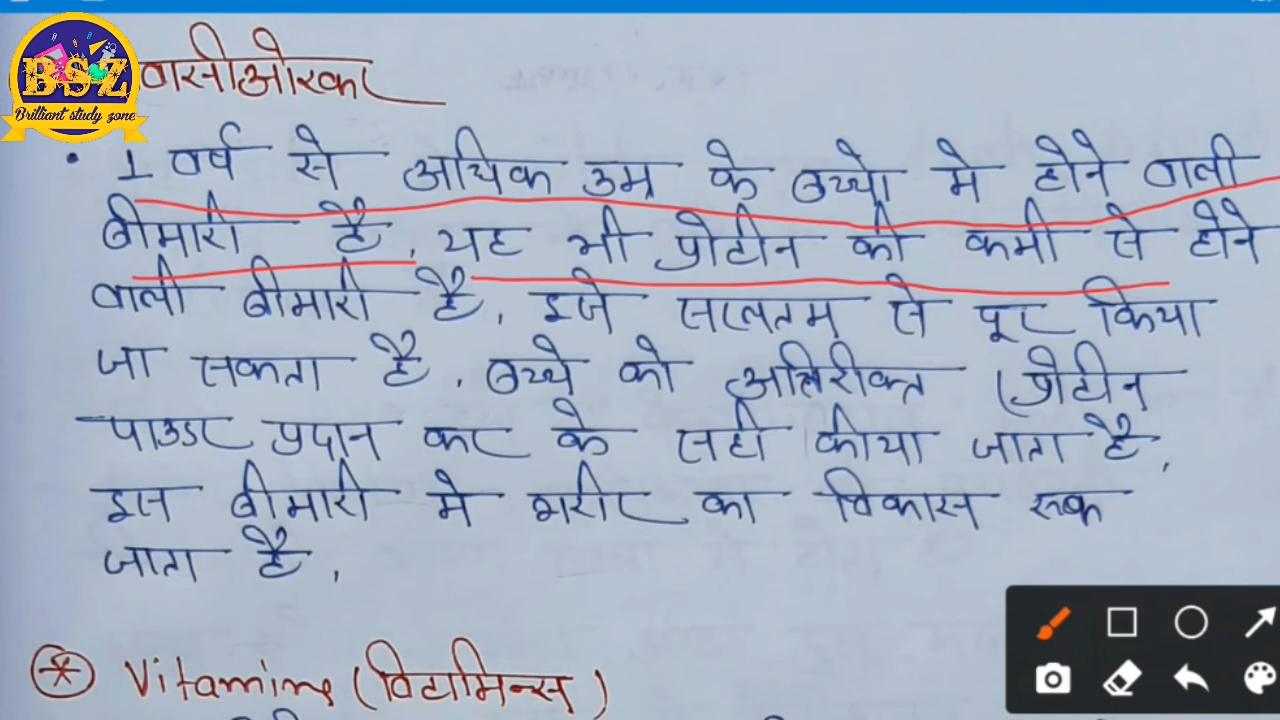 BSZ
Brilliant study zone
वासीओरकर
• 1 वर्ष से अधिक उम्र के बच्चो मे होने वाली
बीमारी है, यह भी प्रोटीन की कमी से होने
वाली बीमारी है, इसे सलतम से पूर किया
जा सकता है, बच्चे को अतिरीक्त प्रोटीन
पाउडर प्रदान कर के सही कीया जाता है,
इस बीमारी मे शरीर का विकास रूक
जाता है,
Vitamins (विटामिन्स)